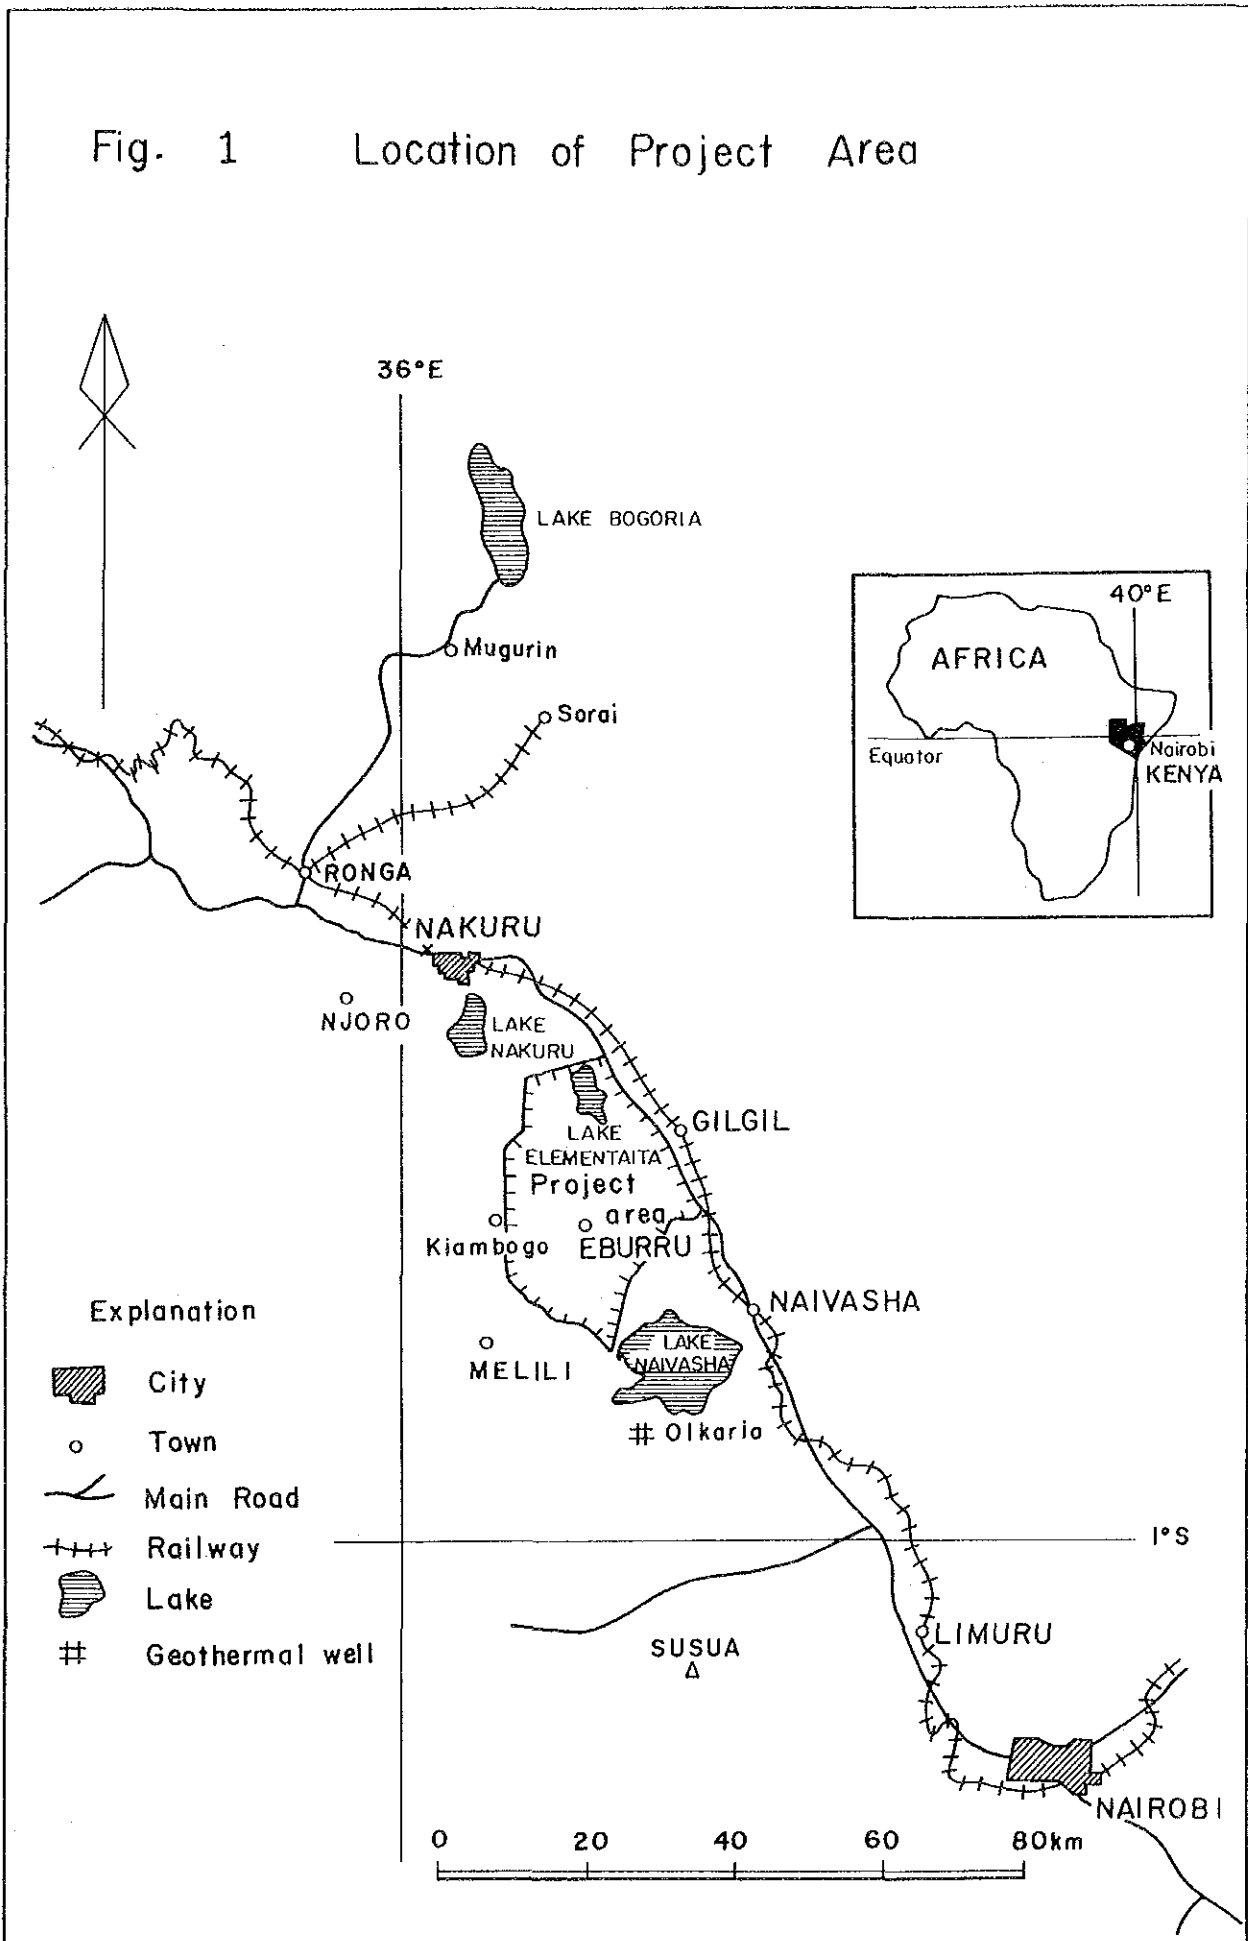 Fig. 1 Location of Project Area
36°E
LAKE BOGORIA
40°E
AFRICA
Equator
Nairobi
KENYA
Mugurin
Sorai
RONGA
NAKURU
NJORO
LAKE
NAKURU
GILGIL
LAKE
ELEMENTAITA
Project
area
Kiambogo
EBURRU
NAIVASHA
LAKE
NAIVASHA
MELILI
Olkaria
Explanation
City
Town
Main Road
Railway
Lake
Geothermal well
1°S
SUSUA
LIMURU
NAIROBI
0 20 40 60 80km